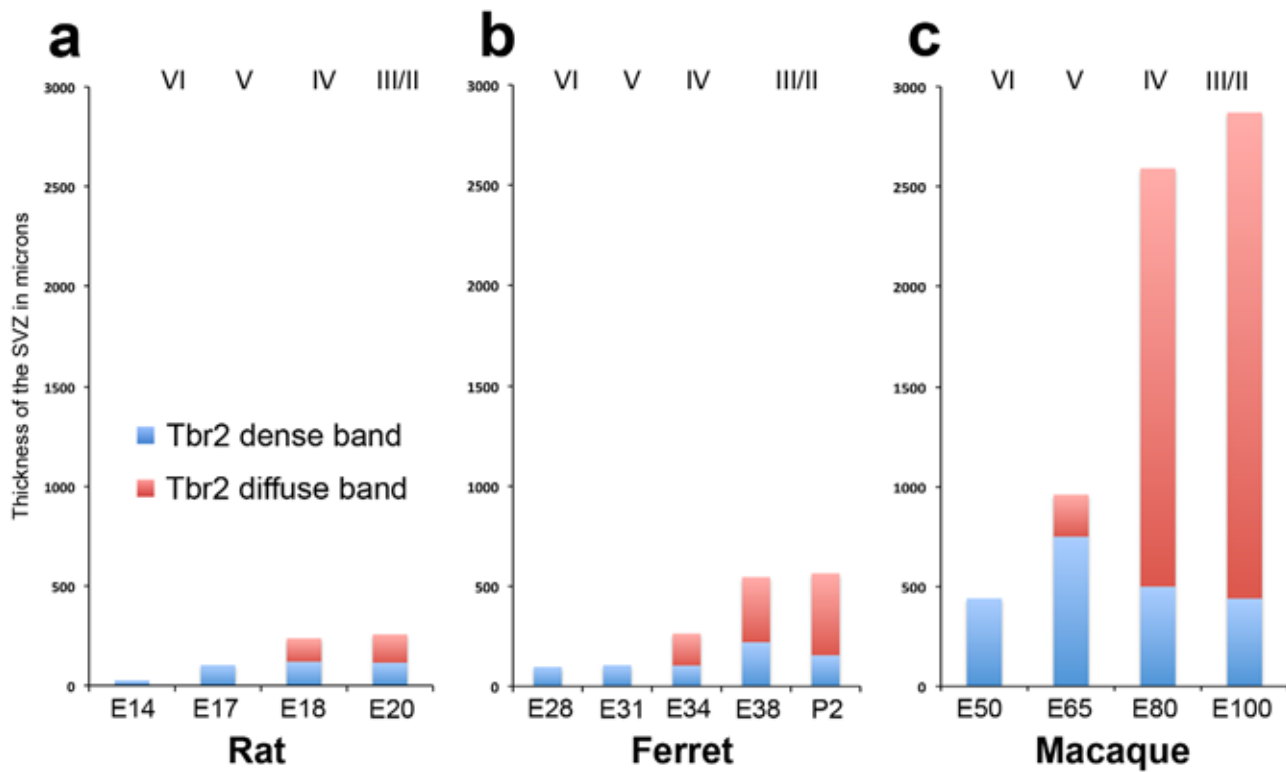 a b c
VI V IV III/II VI V IV III/II VI V IV III/II
3000 3000 3000
2500 2500 2500
2000 2000 2000
1500 1500 1500
1000 1000 1000
500 500 500
0 0 0
Thickness of the SVZ in microns
Tbr2 dense band
Tbr2 diffuse band
E14 E17 E18 E20 E28 E31 E34 E38 P2 E50 E65 E80 E100
Rat Ferret Macaque